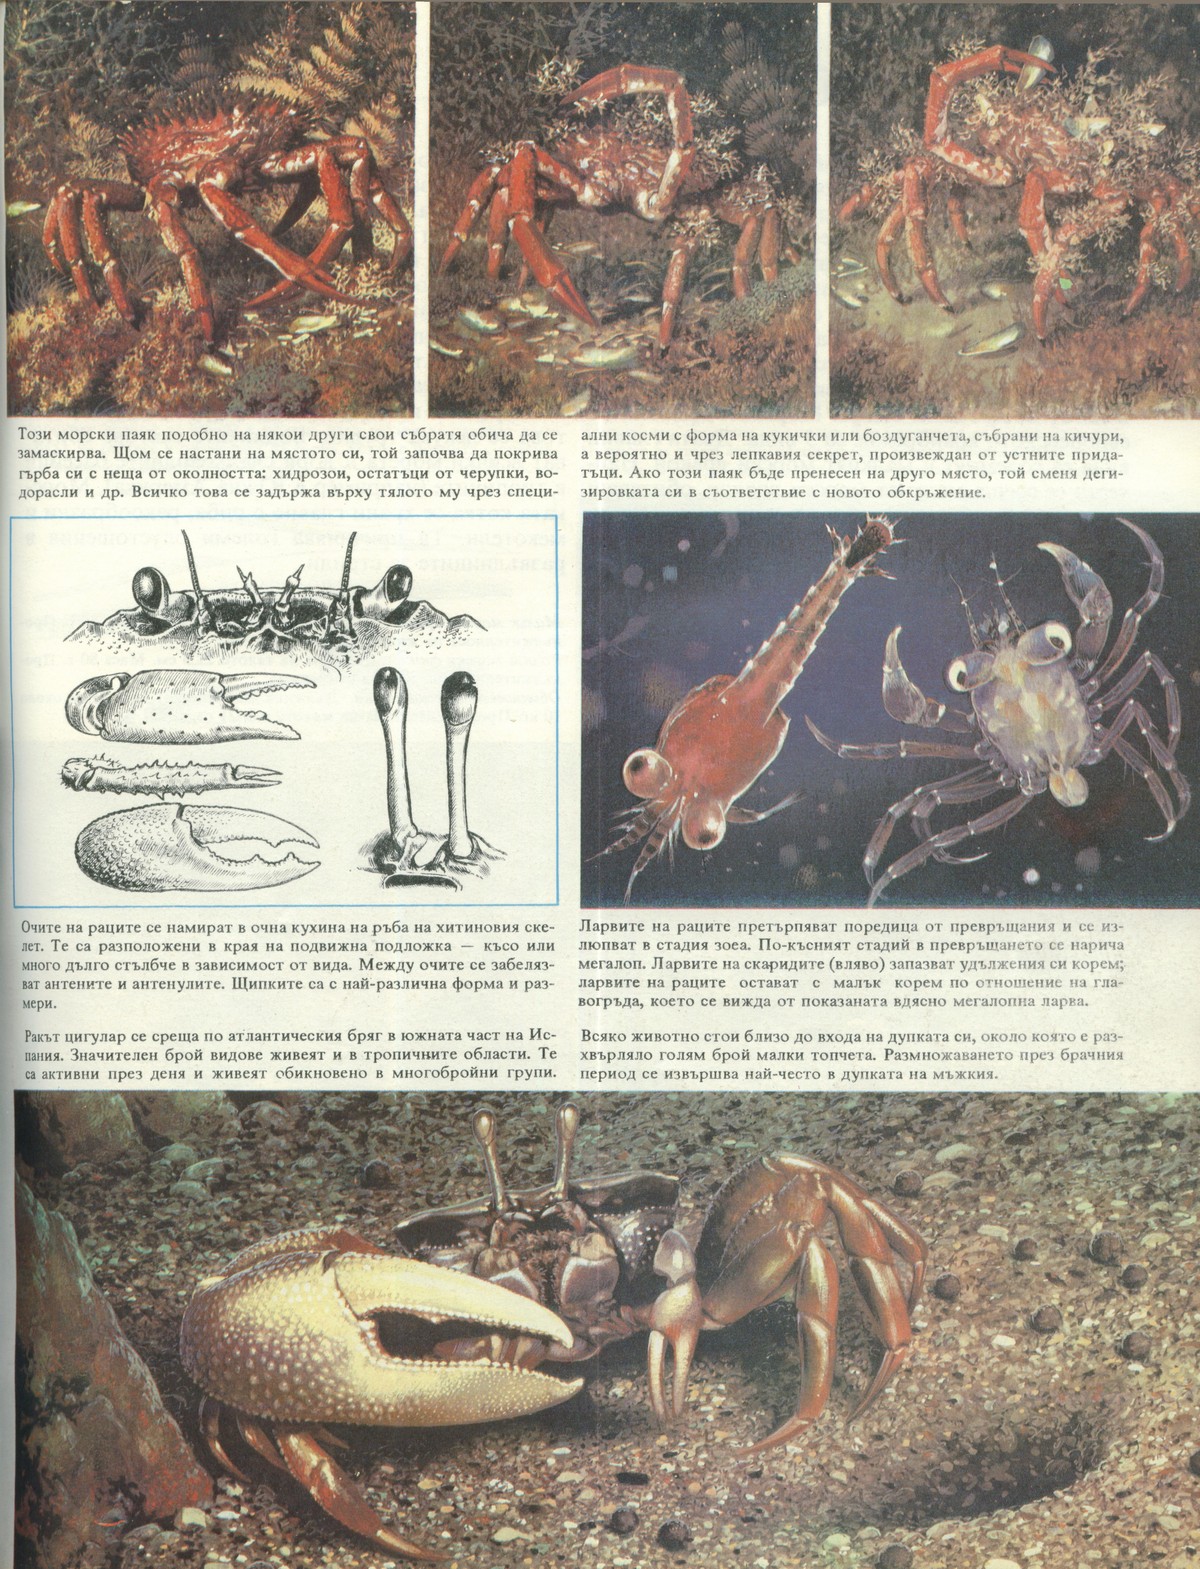 Този морски паяк подобно на някои други свои събратя обича да се
замаскирва. Щом се настани на мястото си, той започва да покрива
гърба си с неща от околността: хидрозои, остатъци от черупки, во-
дорасли и др. Всичко това се задържа върху тялото му чрез специ-
ални косми с форма на кукички или боздуганчета, събрани на кичури,
а вероятно и чрез лепкавия секрет, произвеждан от устните прида-
тъци. Ако този паяк бъде пренесен на друго място, той сменя деги-
зировката си в съответствие с новото обкръжение.
Очите на раците се намират в очна кухина на ръба на хитиновия ске-
лет. Те са разположени в края на подвижна подложка — късо или
много дълго стълбче в зависимост от вида. Между очите се забеляз-
ват антените и антенулите. Щипките са с най-различна форма и раз-
мери.
Ларвите на раците претърпяват поредица от превръщания и се из-
люпват в стадия зоеа. По-късният стадий в превръщането се нарича
мегалоп. Ларвите на скаридите (вляво) запазват удължения си корем;
ларвите на раците остават с малък корем по отношение на гла-
вогръда, което се вижда от показаната вдясно мегалопна ларва.
Ракът цигулар се среща по атлантическия бряг в южната част на Ис-
пания. Значителен брой видове живеят и в тропичните области. Те
са активни през деня и живеят обикновено в многобройни групи.
Всяко животно стои близо до входа на дупката си, около която е раз-
хвърляло голям брой малки топчета. Размножаването през брачния
период се извършва най-често в дупката на мъжкия.